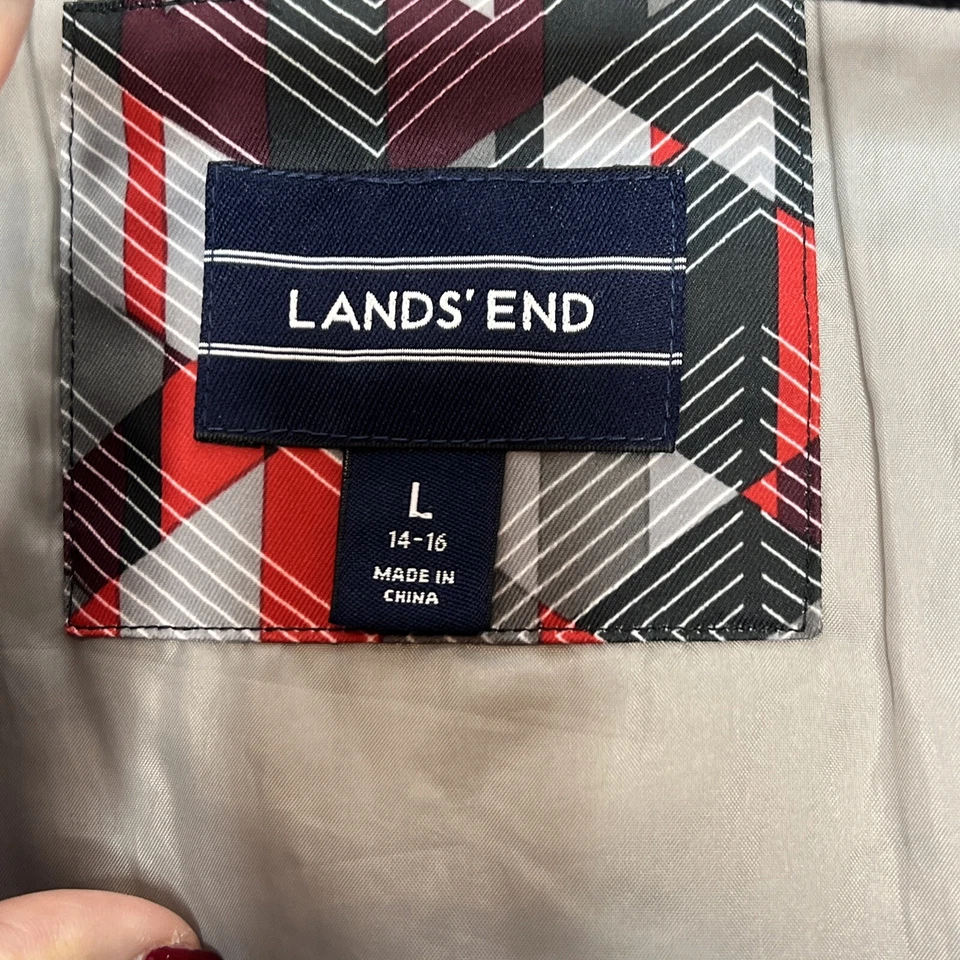 LANDS' END
L
14-16
MADE IN
CHINA